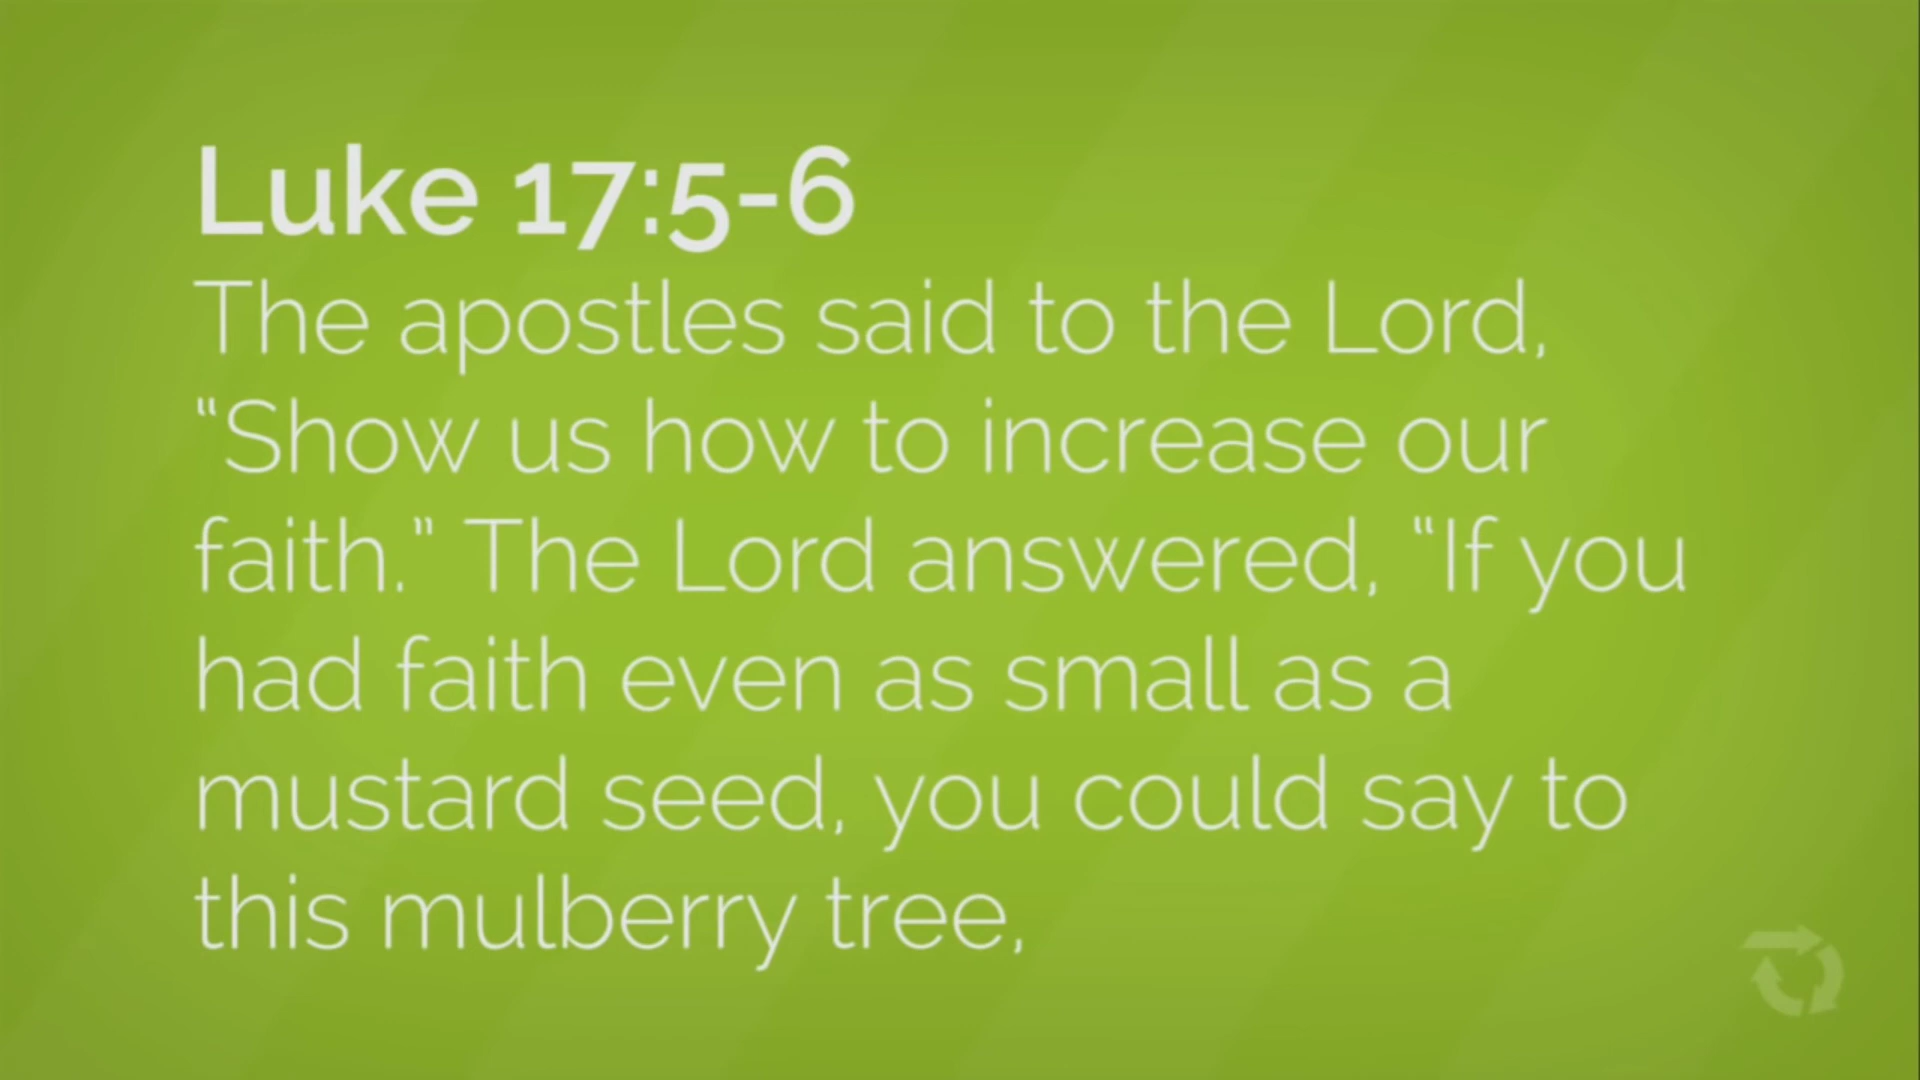 Luke 17:5-6
The apostles said to the Lord,
“Show us how to increase our
faith.” The Lord answered, “If you
had faith even as small as a
mustard seed, you could say to
this mulberry tree,